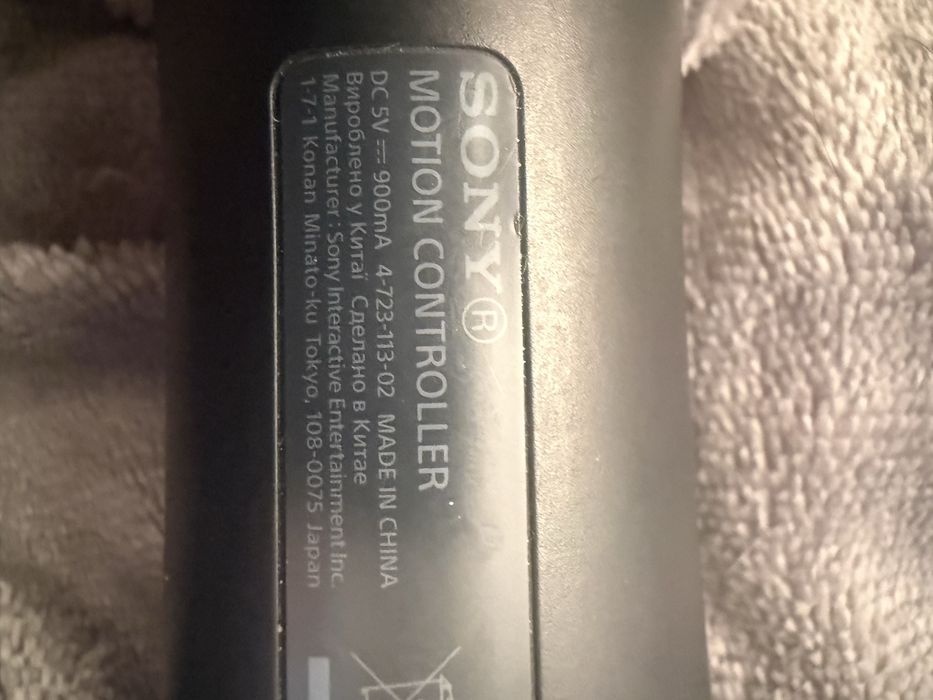 SONY®
MOTION CONTROLLER
DC 5V ⎓ 900mA 4-723-113-02 MADE IN CHINA
Вироблено у Китаї Сделано в Китае
Manufacturer : Sony Interactive Entertainment Inc.
1-7-1 Konan Minato-ku Tokyo, 108-0075 Japan